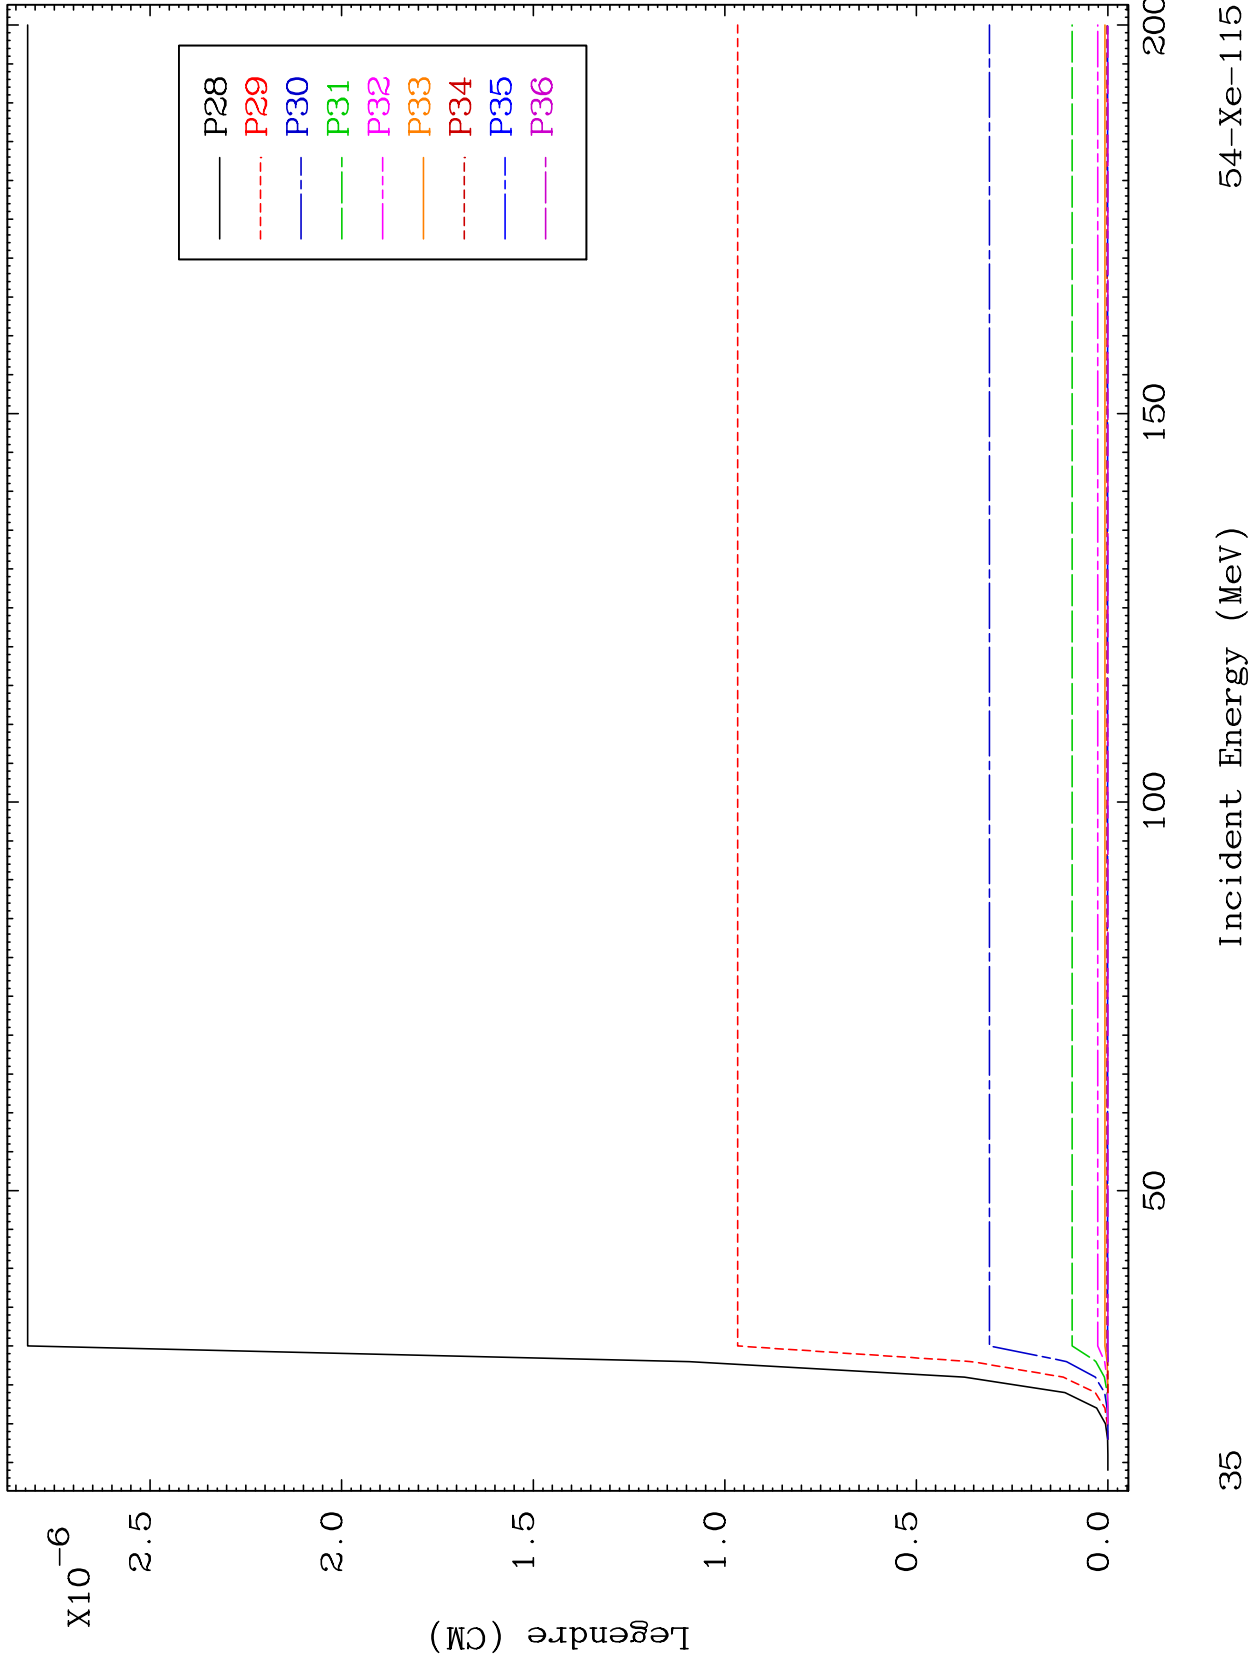 X10-6
2.5
2.0
1.5
1.0
0.5
0.0
Legendre (CM)
P28
P29
P30
P31
P32
P33
P34
P35
P36
50
100
150
200
35
Incident Energy (MeV)
54-Xe-115